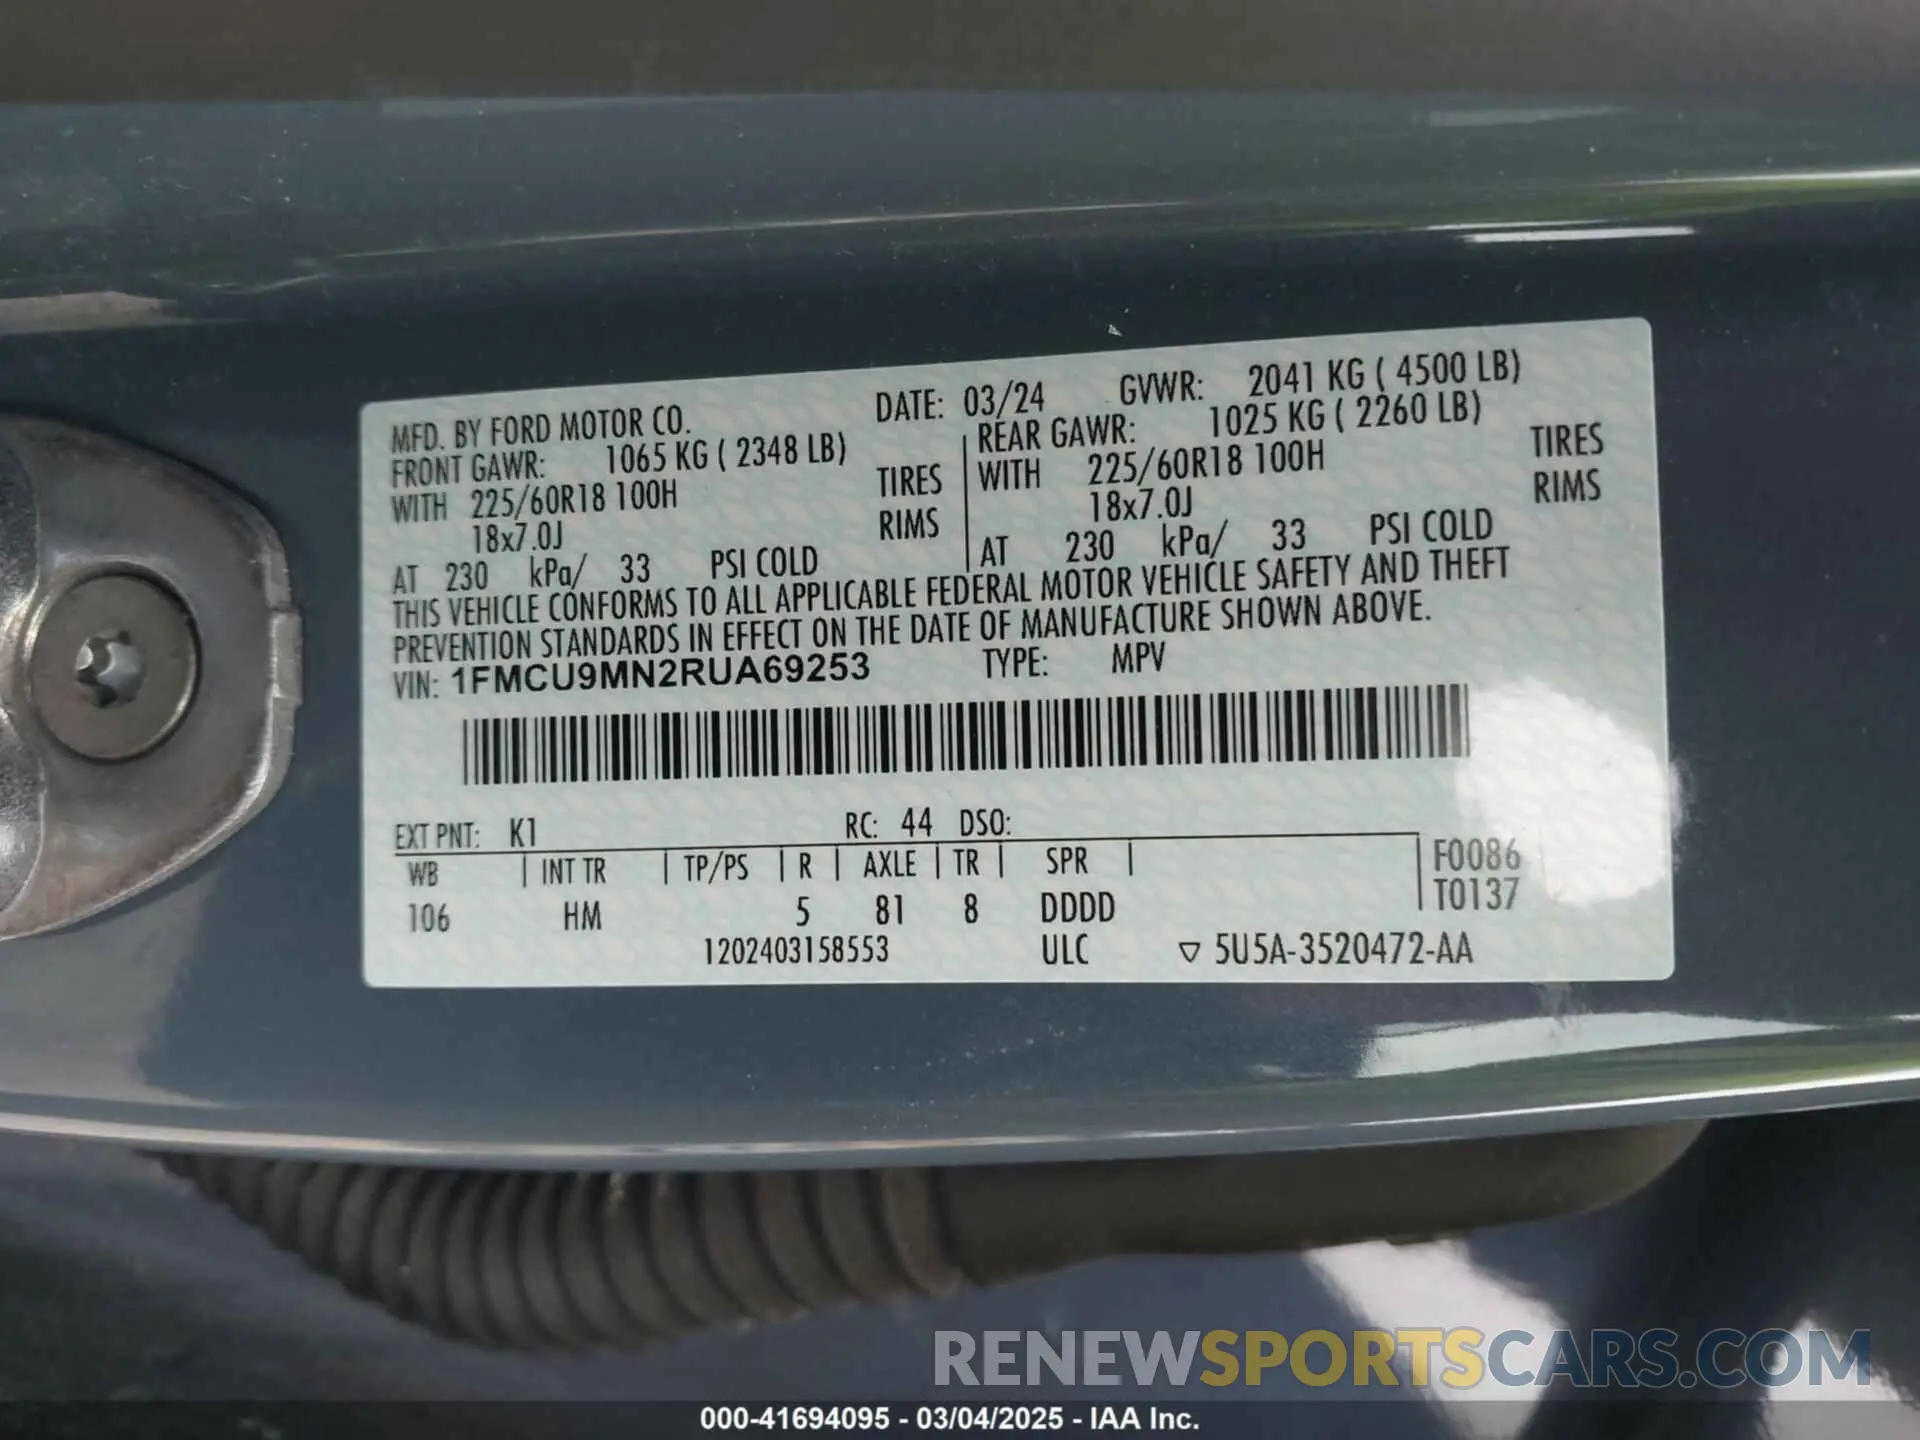 MFD. BY FORD MOTOR CO. DATE: 03/24 GVWR: 2041 KG ( 4500 LB)
FRONT GAWR: 1065 KG ( 2348 LB) REAR GAWR: 1025 KG ( 2260 LB)
WITH 225/60R18 100H TIRES WITH 225/60R18 100H TIRES
18x7.0J RIMS 18x7.0J RIMS
AT 230 kPa/ 33 PSI COLD AT 230 kPa/ 33 PSI COLD
THIS VEHICLE CONFORMS TO ALL APPLICABLE FEDERAL MOTOR VEHICLE SAFETY AND THEFT
PREVENTION STANDARDS IN EFFECT ON THE DATE OF MANUFACTURE SHOWN ABOVE.
VIN: 1FMCU9MN2RUA69253 TYPE: MPV
EXT PNT: K1 RC: 44 DSO:
WB | INT TR | TP/PS | R | AXLE | TR | SPR | F0086
T0137
106 HM 5 81 8 DDDD
1202403158553 ULC ▽ 5U5A-3520472-AA
RENEWSPORTSCARS.COM
000-41694095 - 03/04/2025 - IAA Inc.